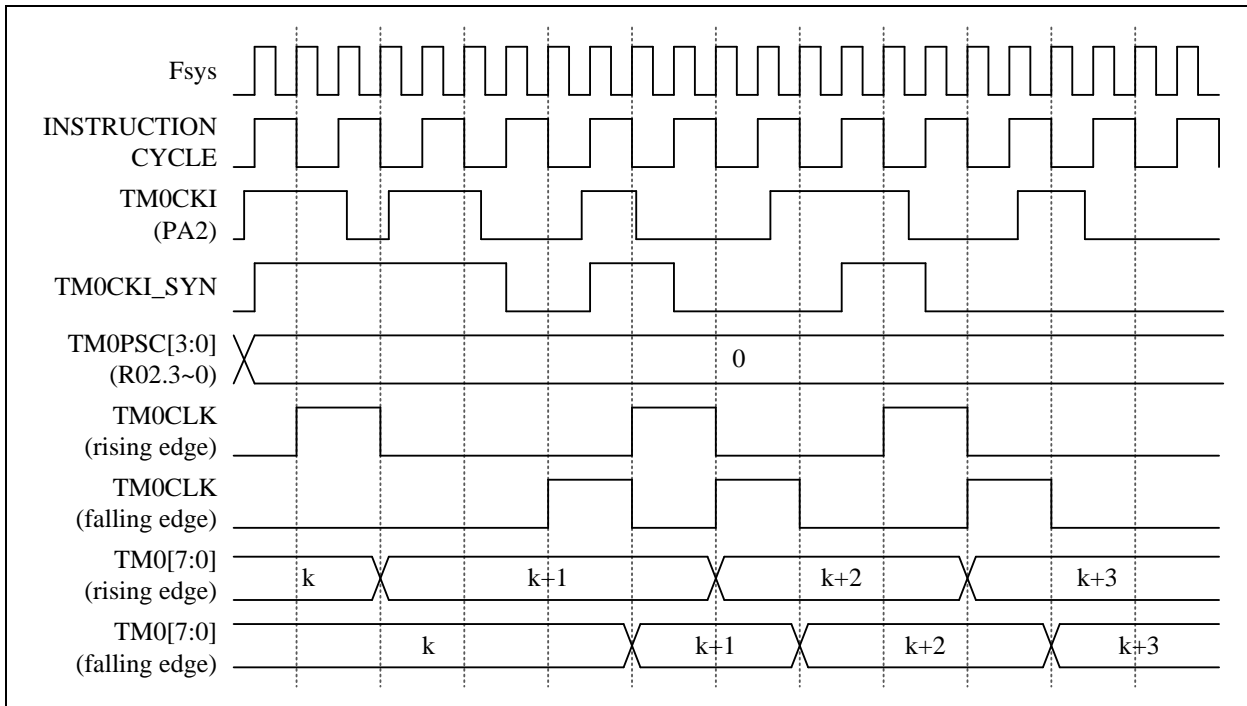 Fsys
INSTRUCTION
CYCLE
TM0CKI
(PA2)
TM0CKI_SYN
TM0PSC[3:0]
(R02.3~0)
0
TM0CLK
(rising edge)
TM0CLK
(falling edge)
TM0[7:0]
(rising edge)
k k+1 k+2 k+3
TM0[7:0]
(falling edge)
k k+1 k+2 k+3